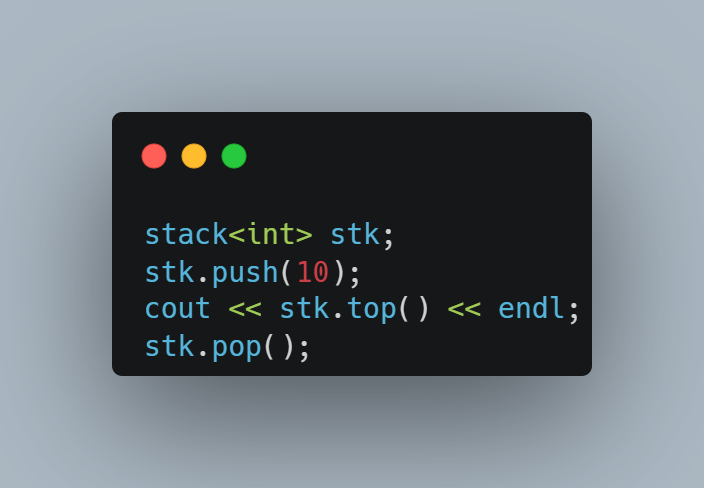 stack<int> stk;
stk.push(10);
cout << stk.top() << endl;
stk.pop();